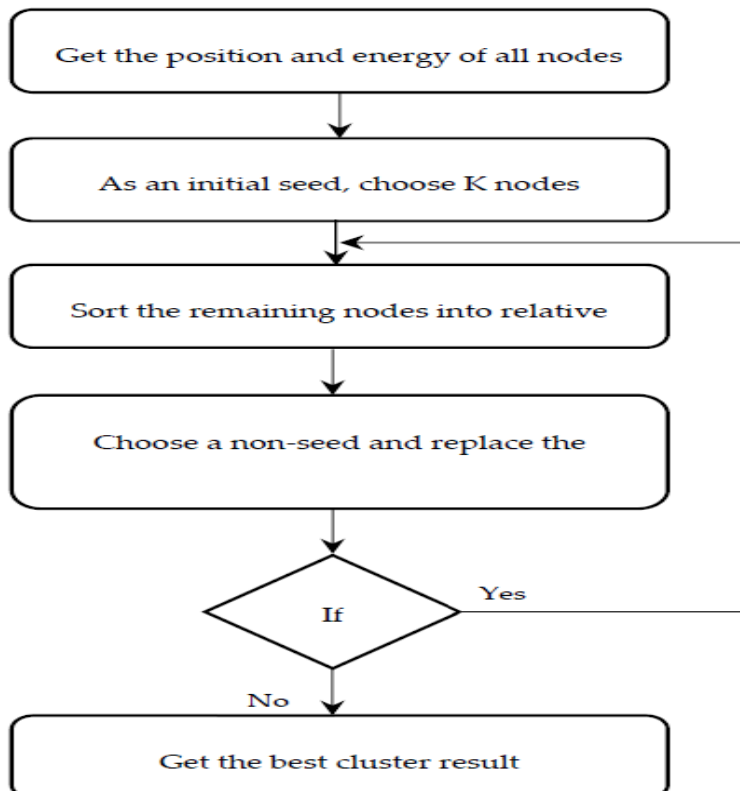 Get the position and energy of all nodes
As an initial seed, choose K nodes
Sort the remaining nodes into relative
Choose a non-seed and replace the
If
Yes
No
Get the best cluster result